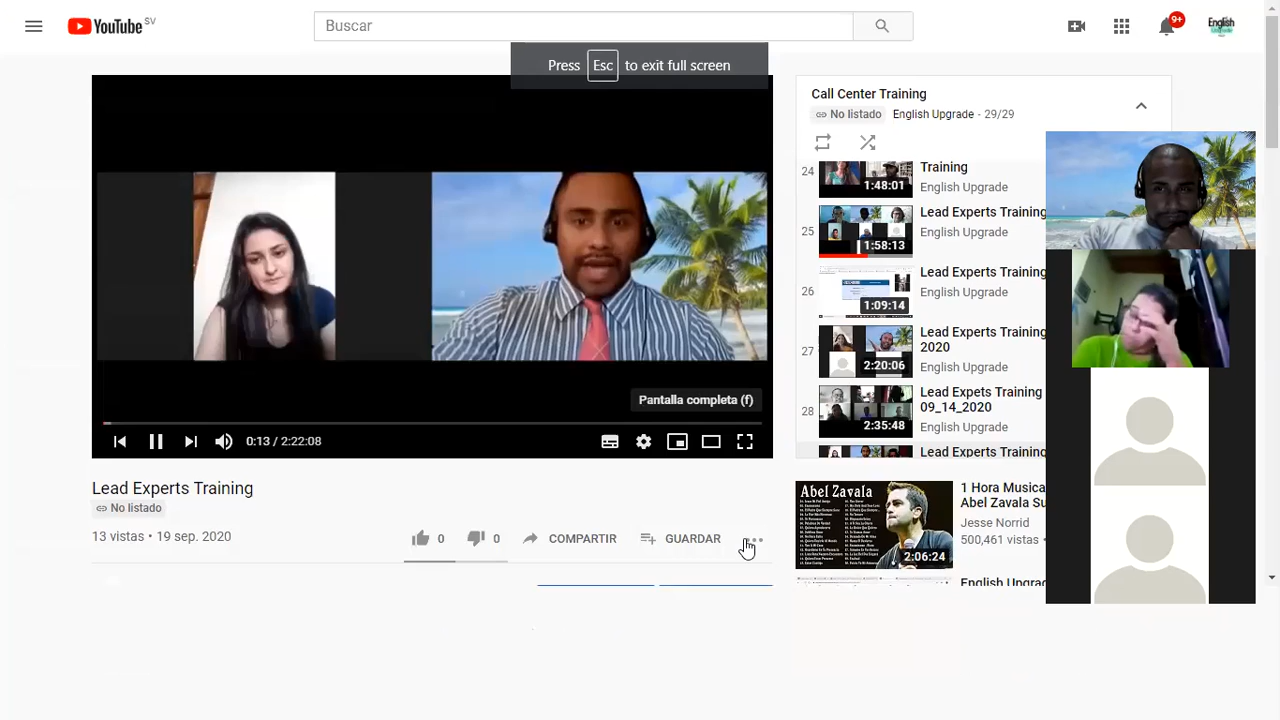 YouTube SV
Buscar
9+
English
Press Esc to exit full screen
Call Center Training
No listado English Upgrade - 29/29
24
Training
English Upgrade
1:48:01
25
Lead Experts Training
English Upgrade
1:58:13
26
Lead Experts Training
English Upgrade
1:09:14
27
Lead Experts Training
2020
English Upgrade
2:20:06
28
Lead Expets Training
09_14_2020
English Upgrade
2:35:48
Lead Experts Training
Pantalla completa (f)
0:13 / 2:22:08
Lead Experts Training
No listado
13 vistas • 19 sep. 2020
0
0
COMPARTIR
GUARDAR
Abel Zavala
2:06:24
1 Hora Musica
Abel Zavala Su
Jesse Norrid
500,461 vistas •
English Upgrade